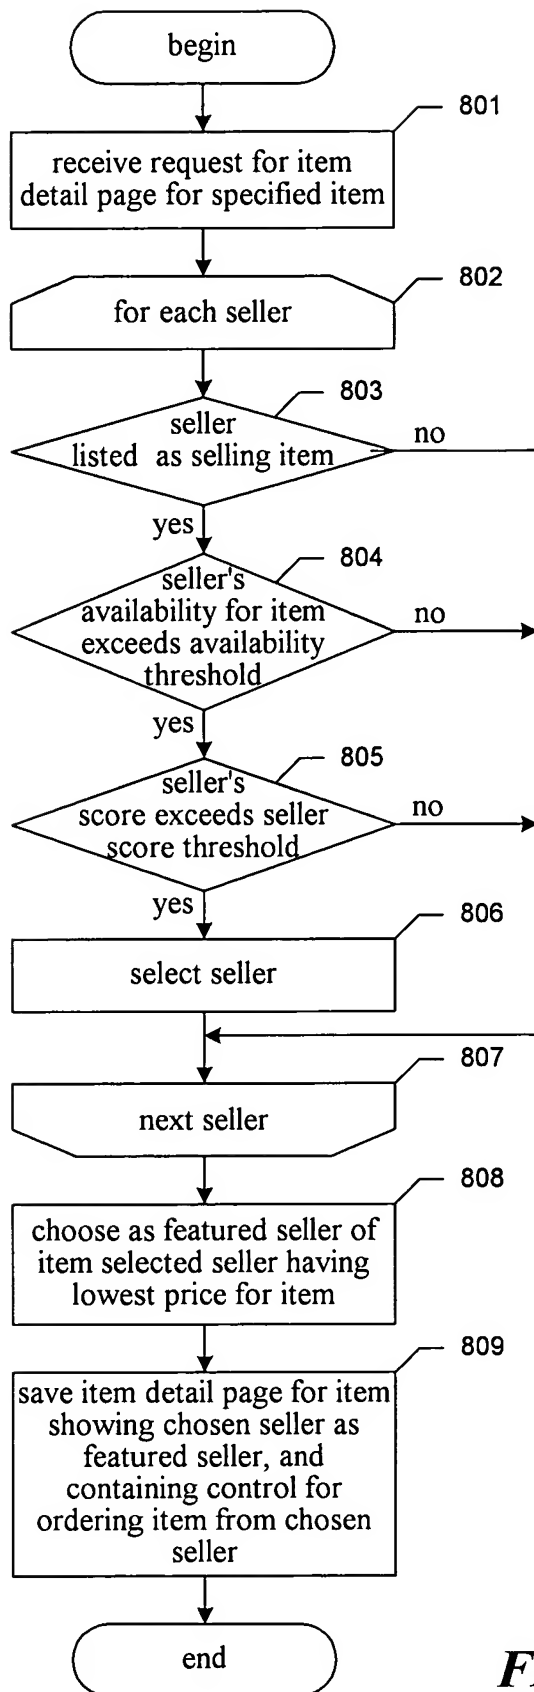 begin
801
receive request for item
detail page for specified item
802
for each seller
803
seller
listed as selling item
no
yes
804
seller's
availability for item
exceeds availability
threshold
no
yes
805
seller's
score exceeds seller
score threshold
no
yes
806
select seller
807
next seller
808
choose as featured seller of
item selected seller having
lowest price for item
809
save item detail page for item
showing chosen seller as
featured seller, and
containing control for
ordering item from chosen
seller
end